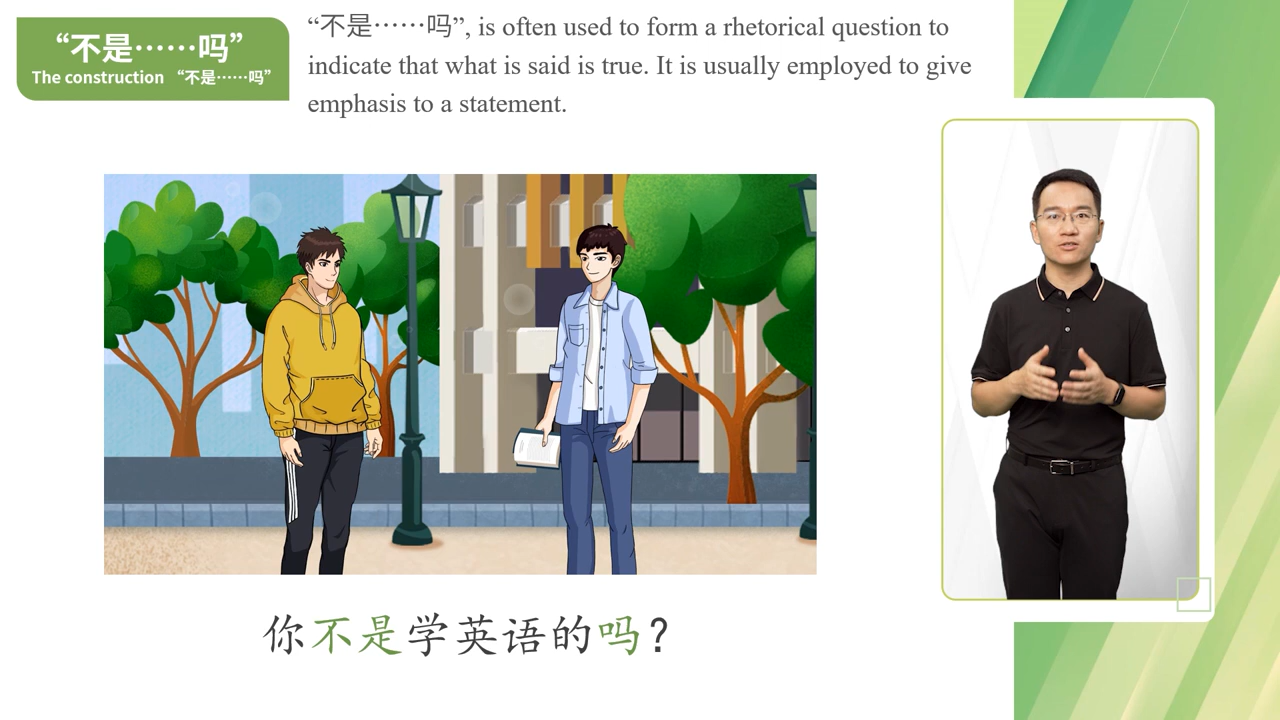 “不是……吗”
The construction “不是……吗”
“不是……吗”, is often used to form a rhetorical question to
indicate that what is said is true. It is usually employed to give
emphasis to a statement.
你不是学英语的吗？